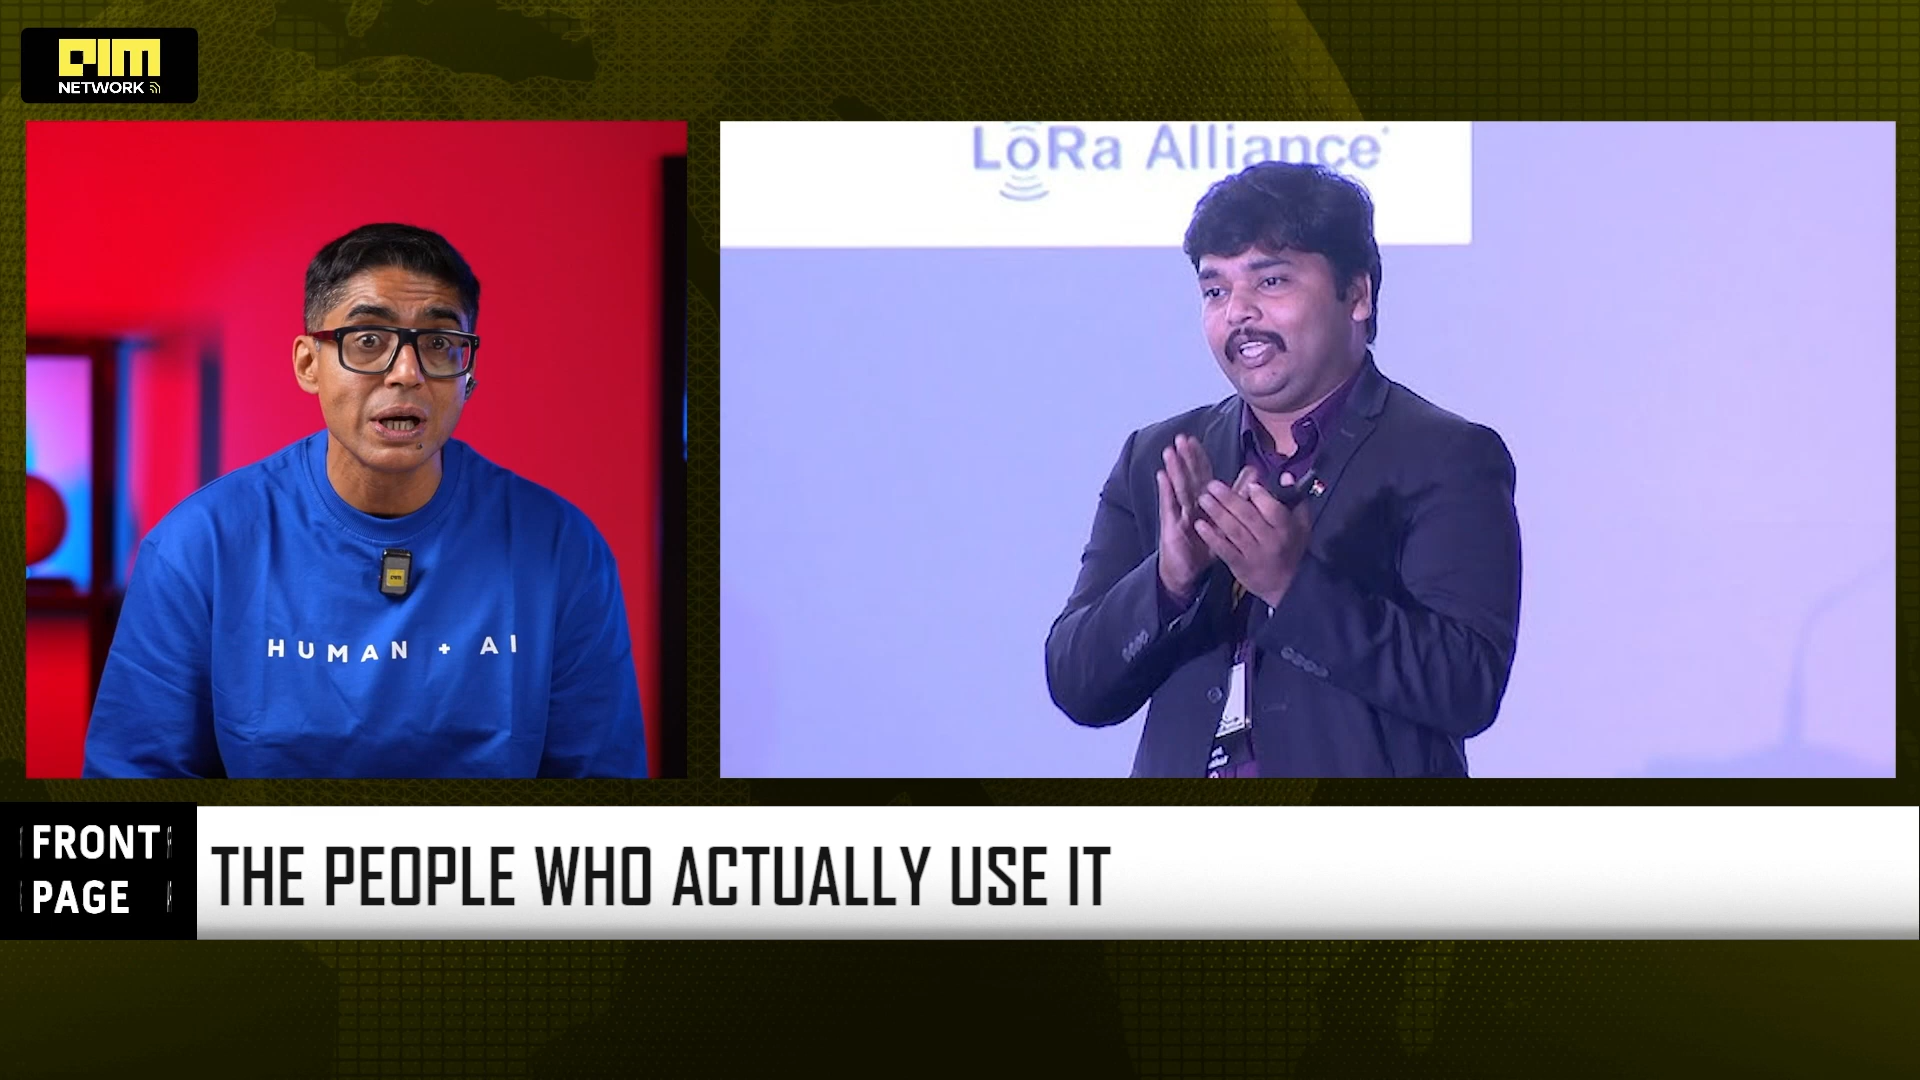 AIM
NETWORK
LoRa Alliance
HUMAN + AI
FRONT
PAGE
THE PEOPLE WHO ACTUALLY USE IT